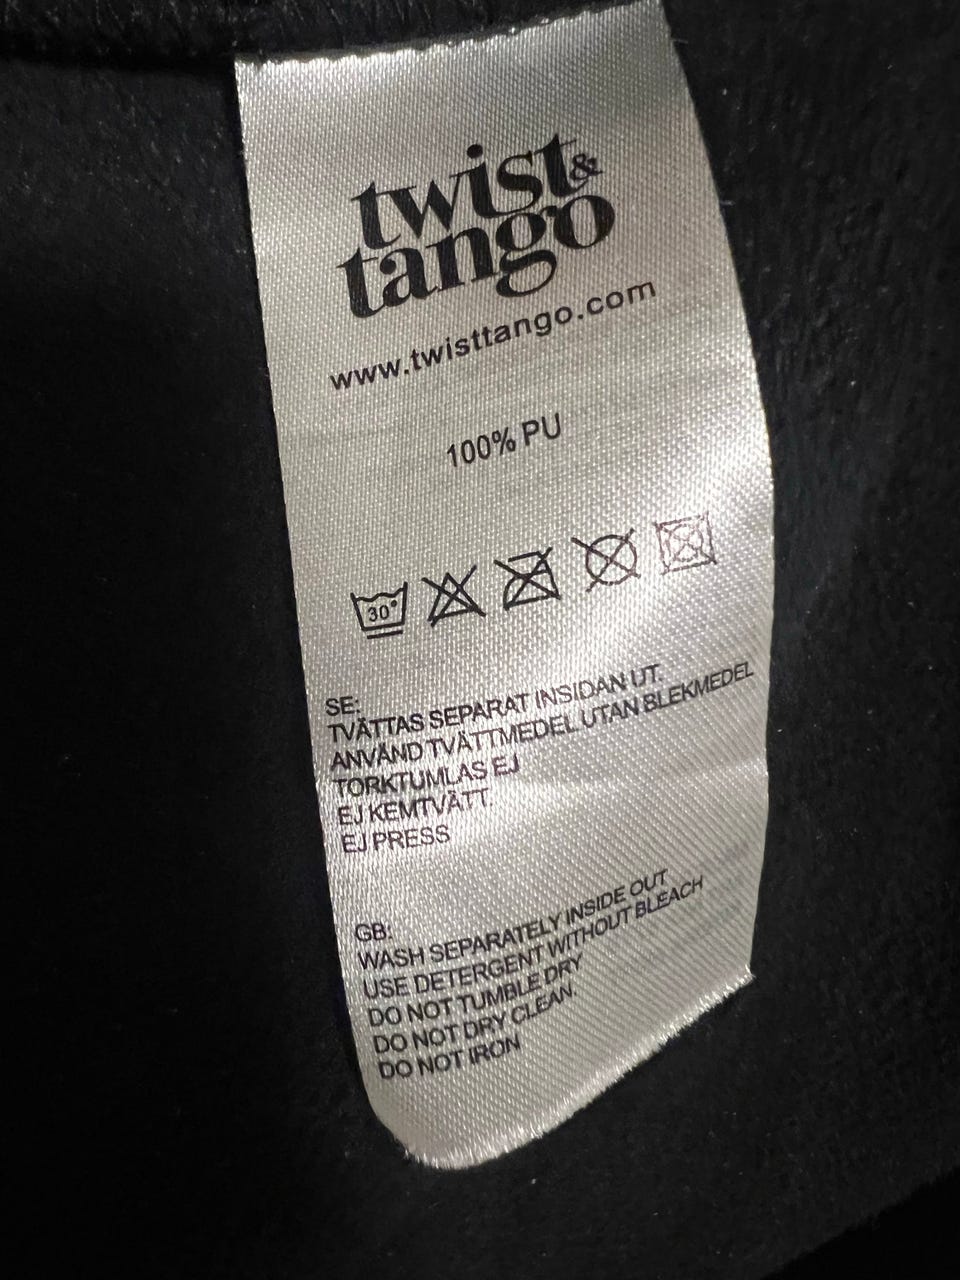 twist &
tango
www.twisttango.com
100% PU
30°
SE:
TVÄTTAS SEPARAT INSIDAN UT.
ANVÄND TVÄTTMEDEL UTAN BLEKMEDEL
TORKTUMLAS EJ
EJ KEMTVÄTT.
EJ PRESS
GB:
WASH SEPARATELY INSIDE OUT
USE DETERGENT WITHOUT BLEACH
DO NOT TUMBLE DRY
DO NOT DRY CLEAN.
DO NOT IRON